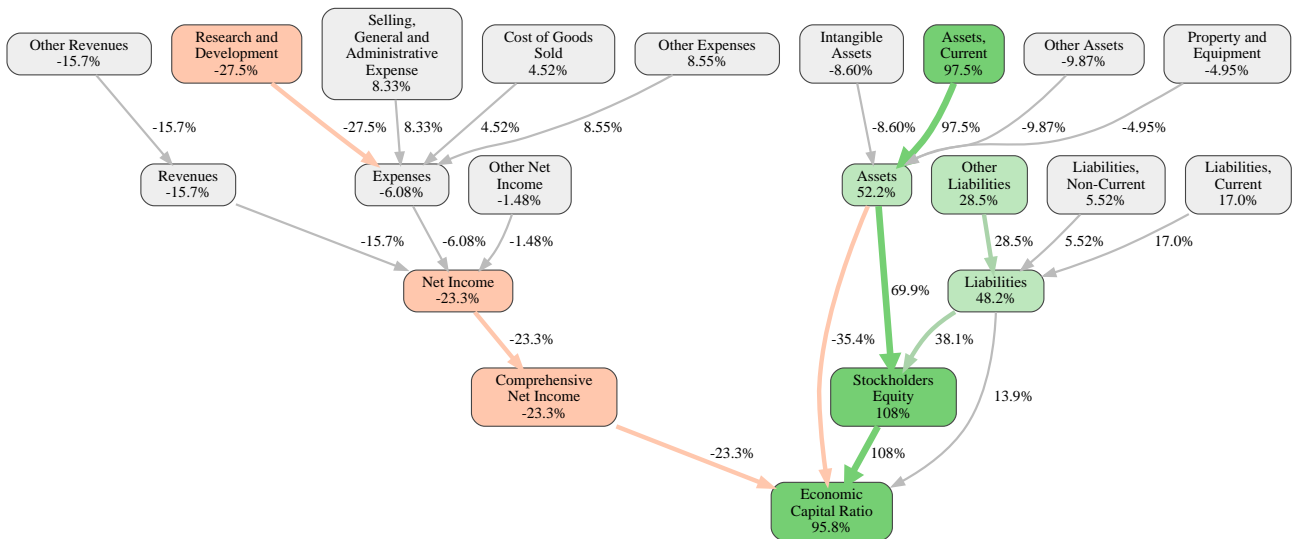 Other Revenues
-15.7%
Research and
Development
-27.5%
Selling,
General and
Administrative
Expense
8.33%
Cost of Goods
Sold
4.52%
Other Expenses
8.55%
Intangible
Assets
-8.60%
Assets,
Current
97.5%
Other Assets
-9.87%
Property and
Equipment
-4.95%
-15.7%
-27.5%
8.33%
4.52%
8.55%
-8.60%
97.5%
-9.87%
-4.95%
Revenues
-15.7%
Expenses
-6.08%
Other Net
Income
-1.48%
Assets
52.2%
Other
Liabilities
28.5%
Liabilities,
Non-Current
5.52%
Liabilities,
Current
17.0%
-15.7%
-6.08%
-1.48%
28.5%
5.52%
17.0%
Net Income
-23.3%
69.9%
Liabilities
48.2%
-23.3%
-35.4%
38.1%
Comprehensive
Net Income
-23.3%
Stockholders
Equity
108%
13.9%
-23.3%
108%
Economic
Capital Ratio
95.8%